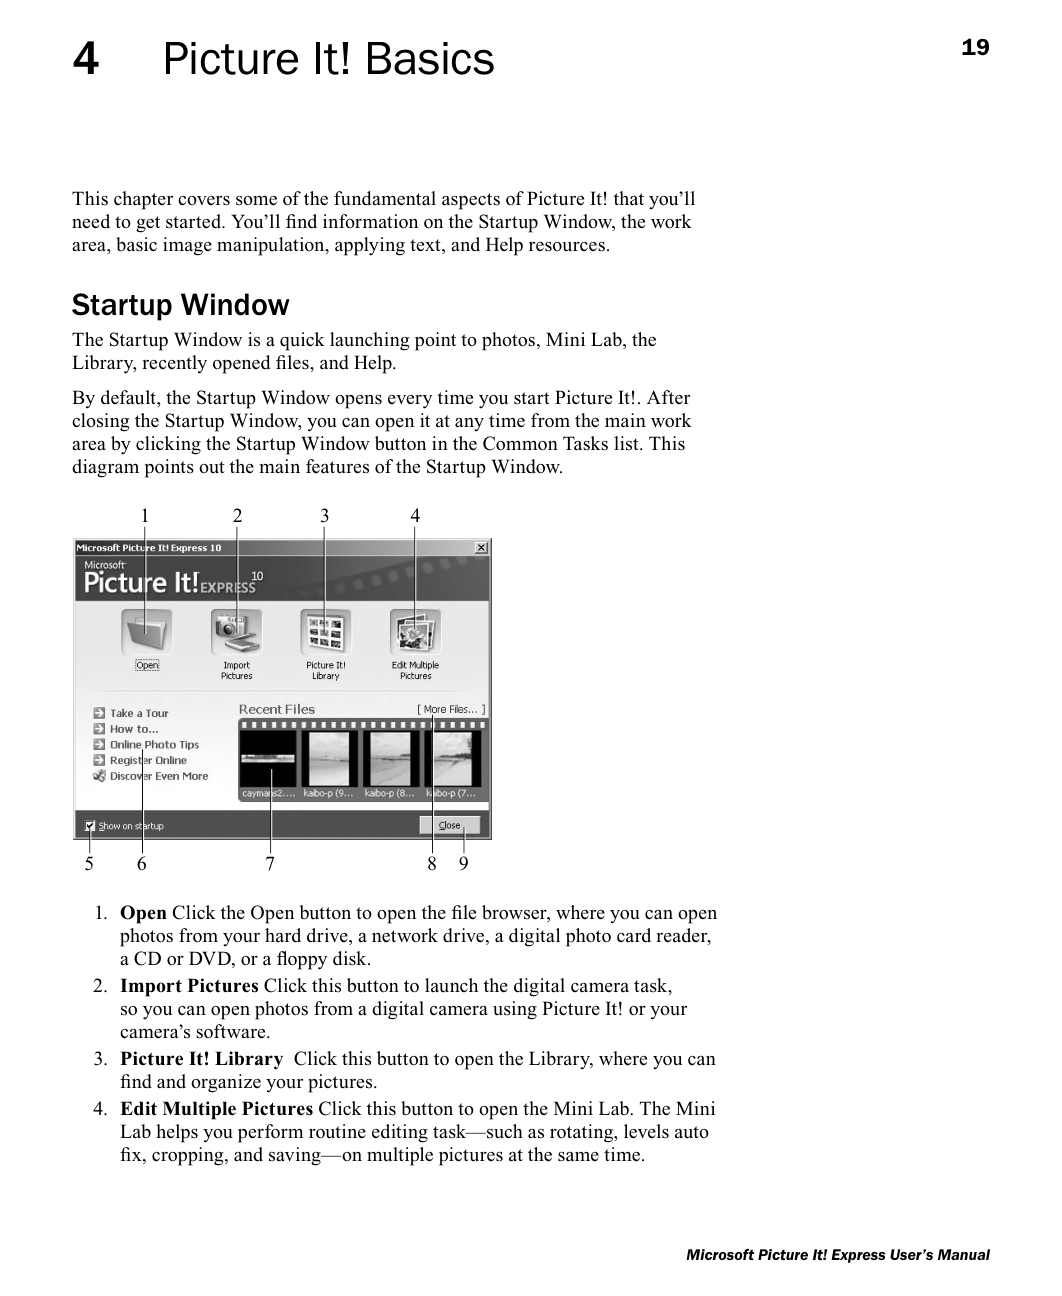 4 Picture It! Basics
19
This chapter covers some of the fundamental aspects of Picture It! that you’ll
need to get started. You’ll find information on the Startup Window, the work
area, basic image manipulation, applying text, and Help resources.
Startup Window
The Startup Window is a quick launching point to photos, Mini Lab, the
Library, recently opened files, and Help.
By default, the Startup Window opens every time you start Picture It!. After
closing the Startup Window, you can open it at any time from the main work
area by clicking the Startup Window button in the Common Tasks list. This
diagram points out the main features of the Startup Window.
1 2 3 4
Microsoft Picture It! Express 10
Microsoft
Picture It! EXPRESS 10
Open
Import
Pictures
Picture It!
Library
Edit Multiple
Pictures
Take a Tour
How to...
Online Photo Tips
Register Online
Discover Even More
Recent Files
[ More Files... ]
caymans2.... kaibo-p (9... kaibo-p (8... kaibo-p (7...
Show on startup
Close
5 6 7 8 9
1. Open Click the Open button to open the file browser, where you can open
photos from your hard drive, a network drive, a digital photo card reader,
a CD or DVD, or a floppy disk.
2. Import Pictures Click this button to launch the digital camera task,
so you can open photos from a digital camera using Picture It! or your
camera’s software.
3. Picture It! Library Click this button to open the Library, where you can
find and organize your pictures.
4. Edit Multiple Pictures Click this button to open the Mini Lab. The Mini
Lab helps you perform routine editing task—such as rotating, levels auto
fix, cropping, and saving—on multiple pictures at the same time.
Microsoft Picture It! Express User’s Manual